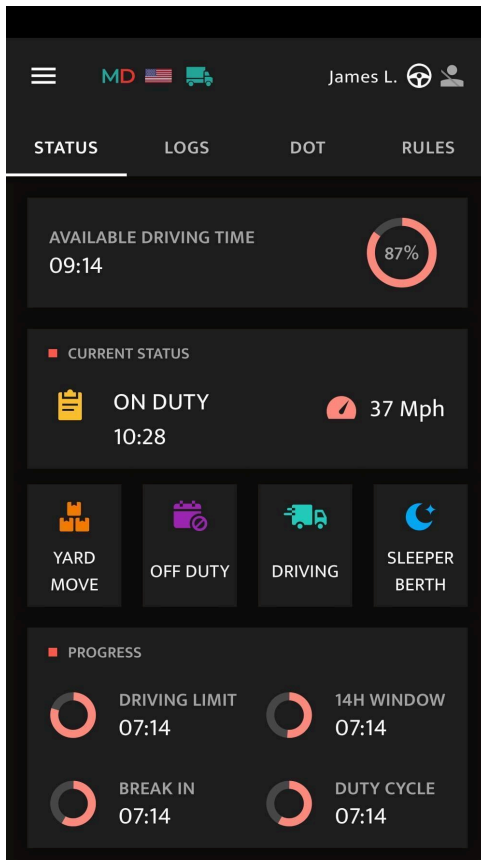 MD
James L.
STATUS LOGS DOT RULES
AVAILABLE DRIVING TIME
09:14
87%
CURRENT STATUS
ON DUTY
10:28
37 Mph
YARD
MOVE
OFF DUTY
DRIVING
SLEEPER
BERTH
PROGRESS
DRIVING LIMIT
07:14
14H WINDOW
07:14
BREAK IN
07:14
DUTY CYCLE
07:14